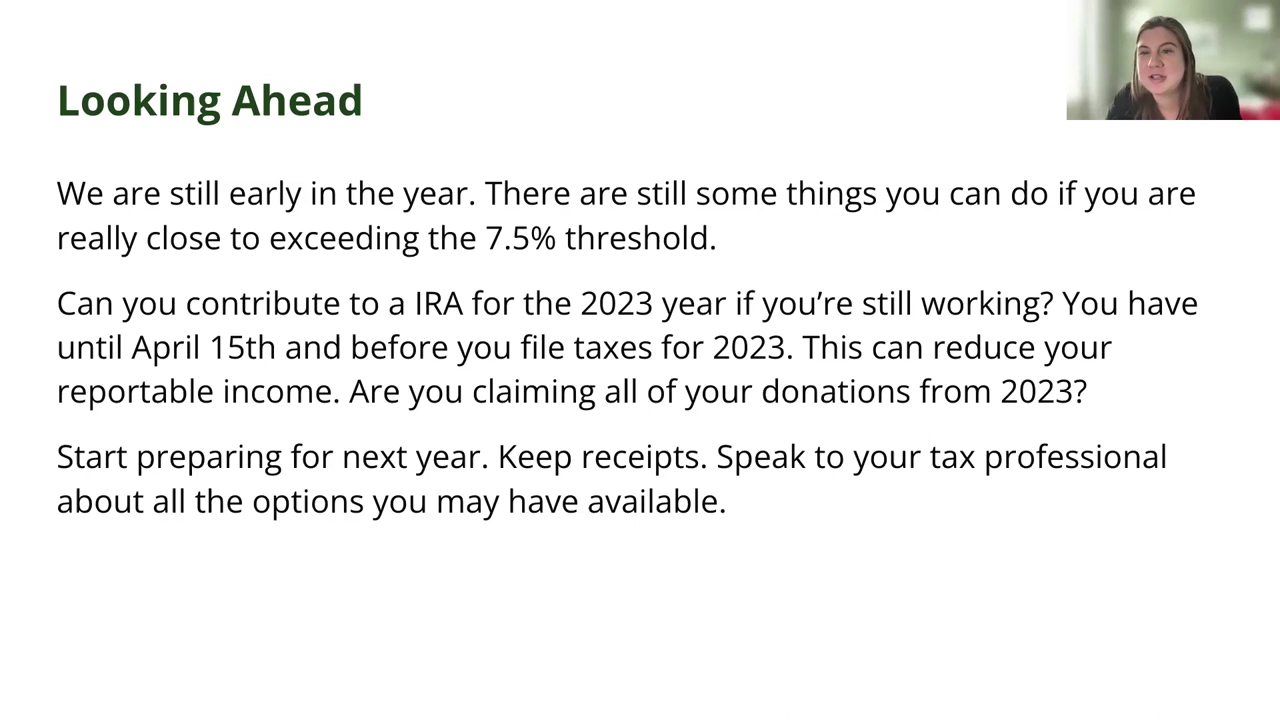 Looking Ahead
We are still early in the year. There are still some things you can do if you are
really close to exceeding the 7.5% threshold.
Can you contribute to a IRA for the 2023 year if you’re still working? You have
until April 15th and before you file taxes for 2023. This can reduce your
reportable income. Are you claiming all of your donations from 2023?
Start preparing for next year. Keep receipts. Speak to your tax professional
about all the options you may have available.